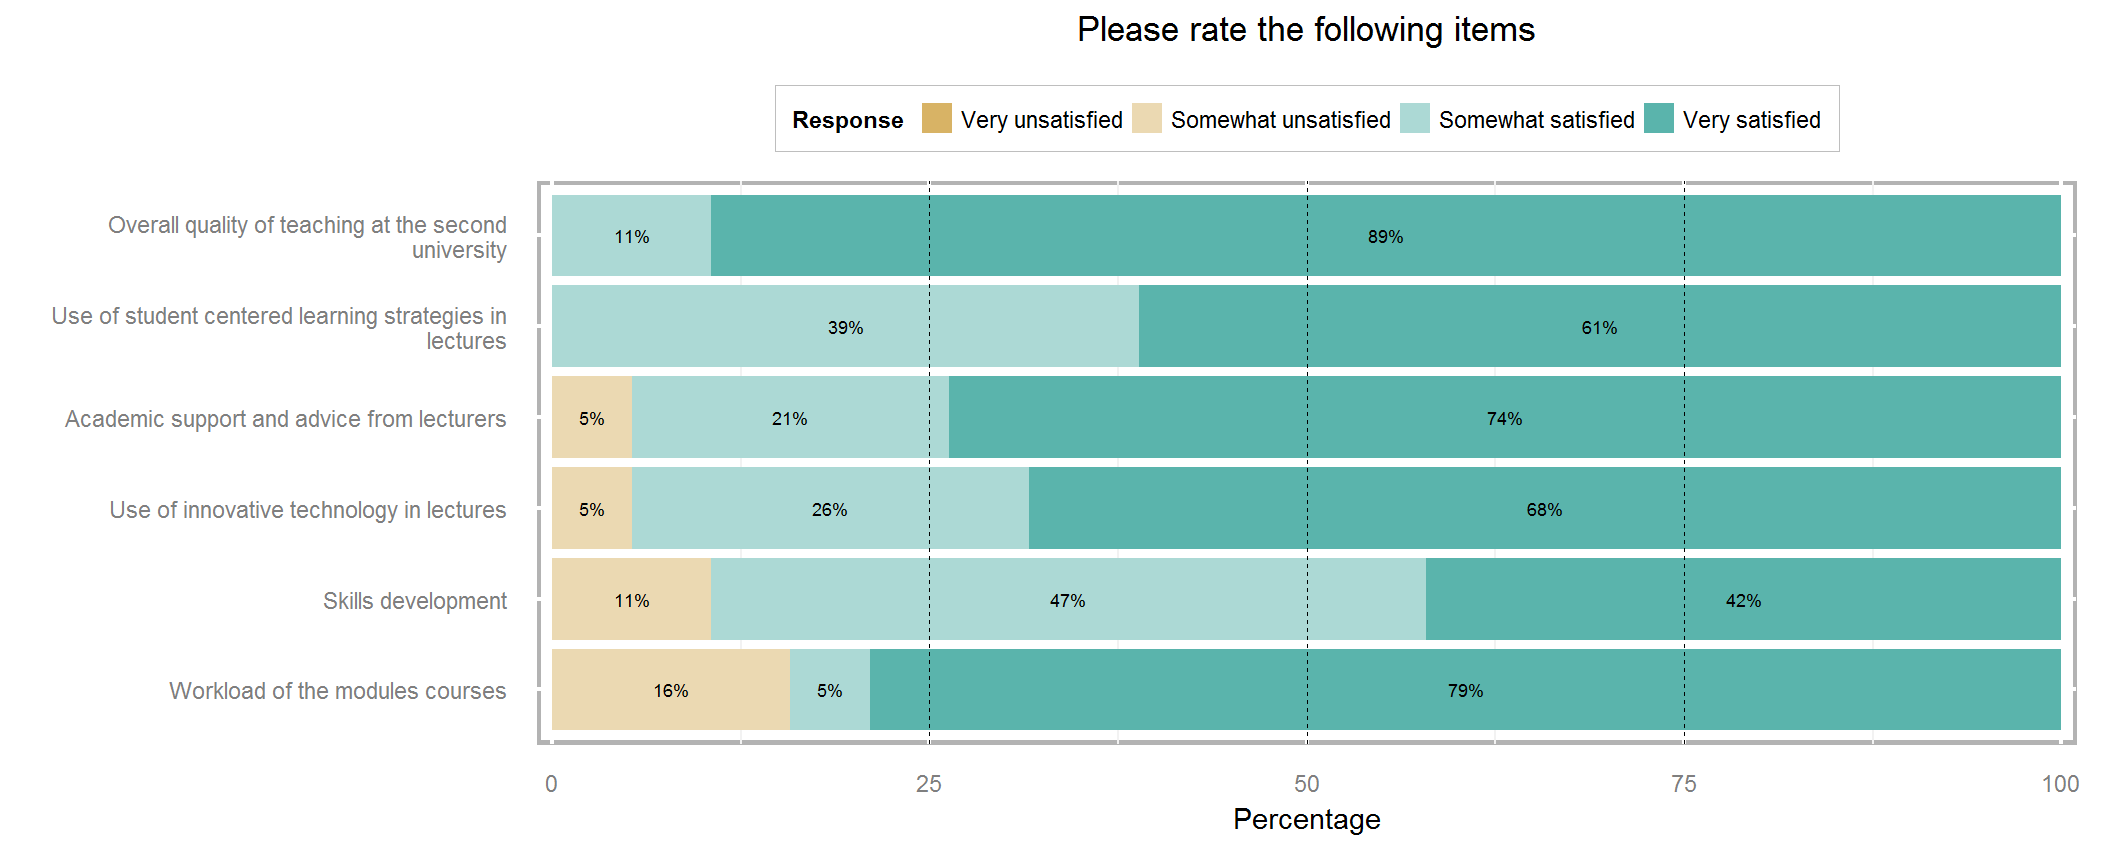 Please rate the following items
Response Very unsatisfied Somewhat unsatisfied Somewhat satisfied Very satisfied
Overall quality of teaching at the second
university
11% 89%
Use of student centered learning strategies in
lectures
39% 61%
Academic support and advice from lecturers
5% 21% 74%
Use of innovative technology in lectures
5% 26% 68%
Skills development
11% 47% 42%
Workload of the modules courses
16% 5% 79%
0 25 50 75 100
Percentage